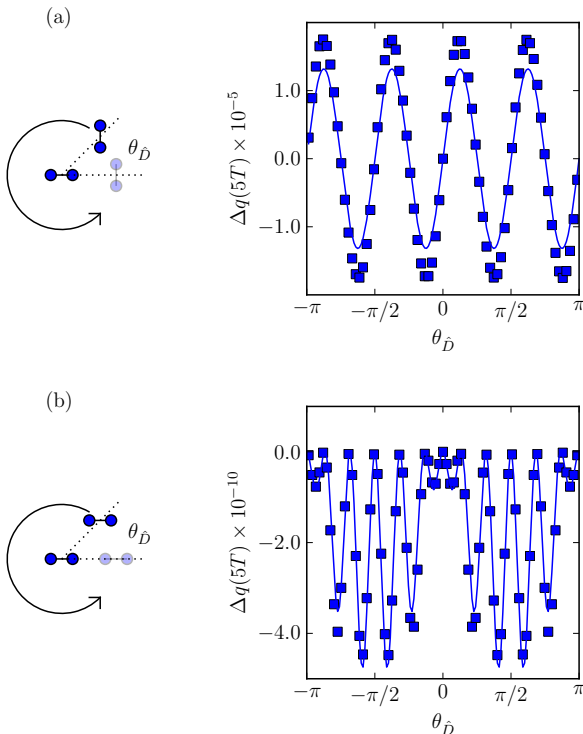 (a)
θ_D̂
Δq(5T) × 10⁻⁵
1.0
0.0
−1.0
−π
−π/2
0
π/2
π
θ_D̂
(b)
θ_D̂
Δq(5T) × 10⁻¹⁰
0.0
−2.0
−4.0
−π
−π/2
0
π/2
π
θ_D̂